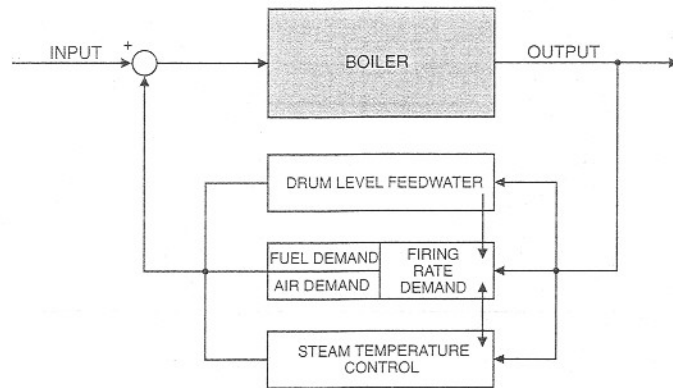 INPUT
+
BOILER
OUTPUT
DRUM LEVEL FEEDWATER
FUEL DEMAND
AIR DEMAND
FIRING
RATE
DEMAND
STEAM TEMPERATURE
CONTROL